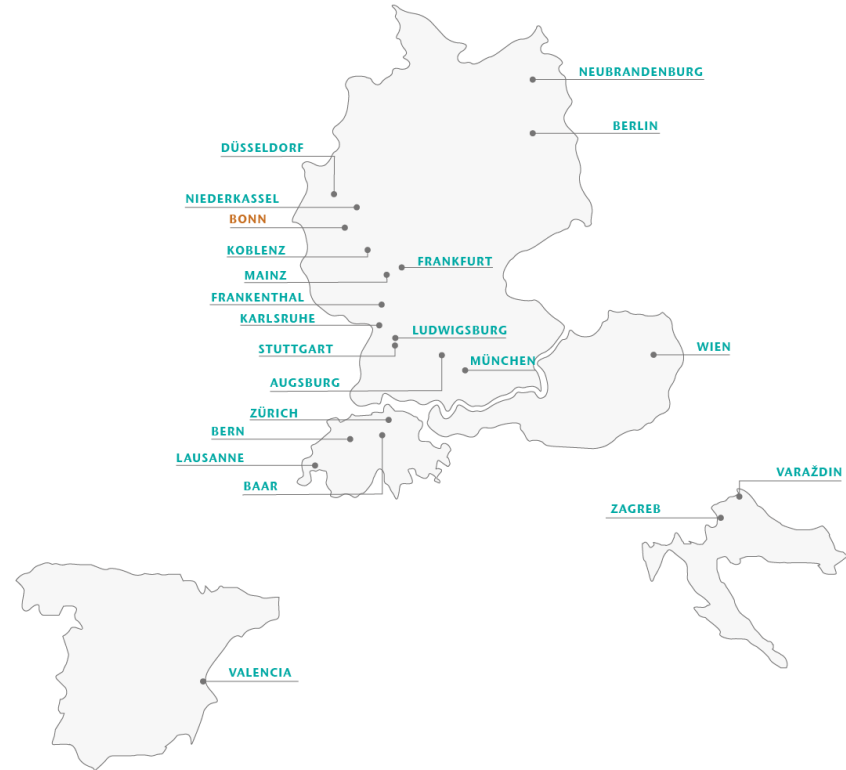 NEUBRANDENBURG
BERLIN
DÜSSELDORF
NIEDERKASSEL
BONN
KOBLENZ
FRANKFURT
MAINZ
FRANKENTHAL
KARLSRUHE
LUDWIGSBURG
STUTTGART
WIEN
MÜNCHEN
AUGSBURG
ZÜRICH
BERN
LAUSANNE
BAAR
VARAŽDIN
ZAGREB
VALENCIA